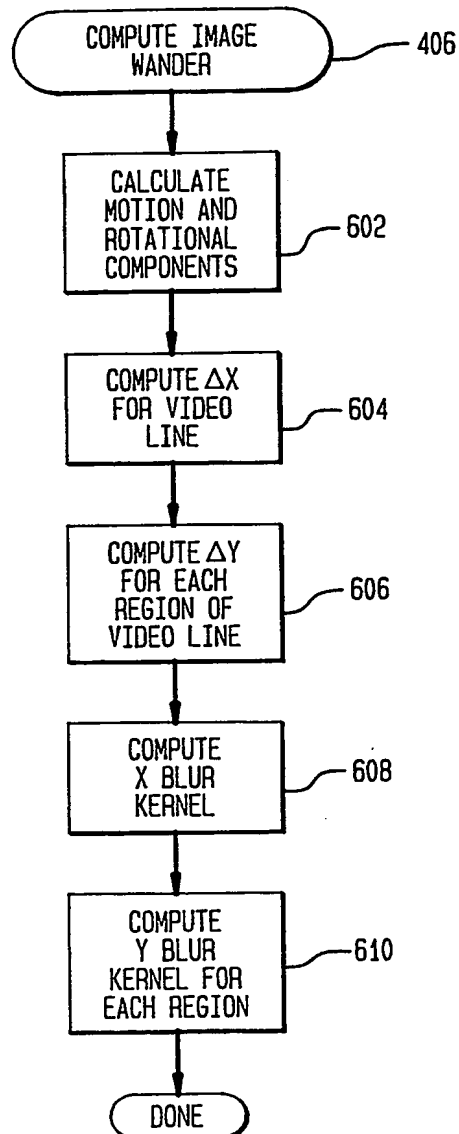 COMPUTE IMAGE
WANDER
406
CALCULATE
MOTION AND
ROTATIONAL
COMPONENTS
602
COMPUTE ΔX
FOR VIDEO
LINE
604
COMPUTE ΔY
FOR EACH
REGION OF
VIDEO LINE
606
COMPUTE
X BLUR
KERNEL
608
COMPUTE
Y BLUR
KERNEL FOR
EACH REGION
610
DONE